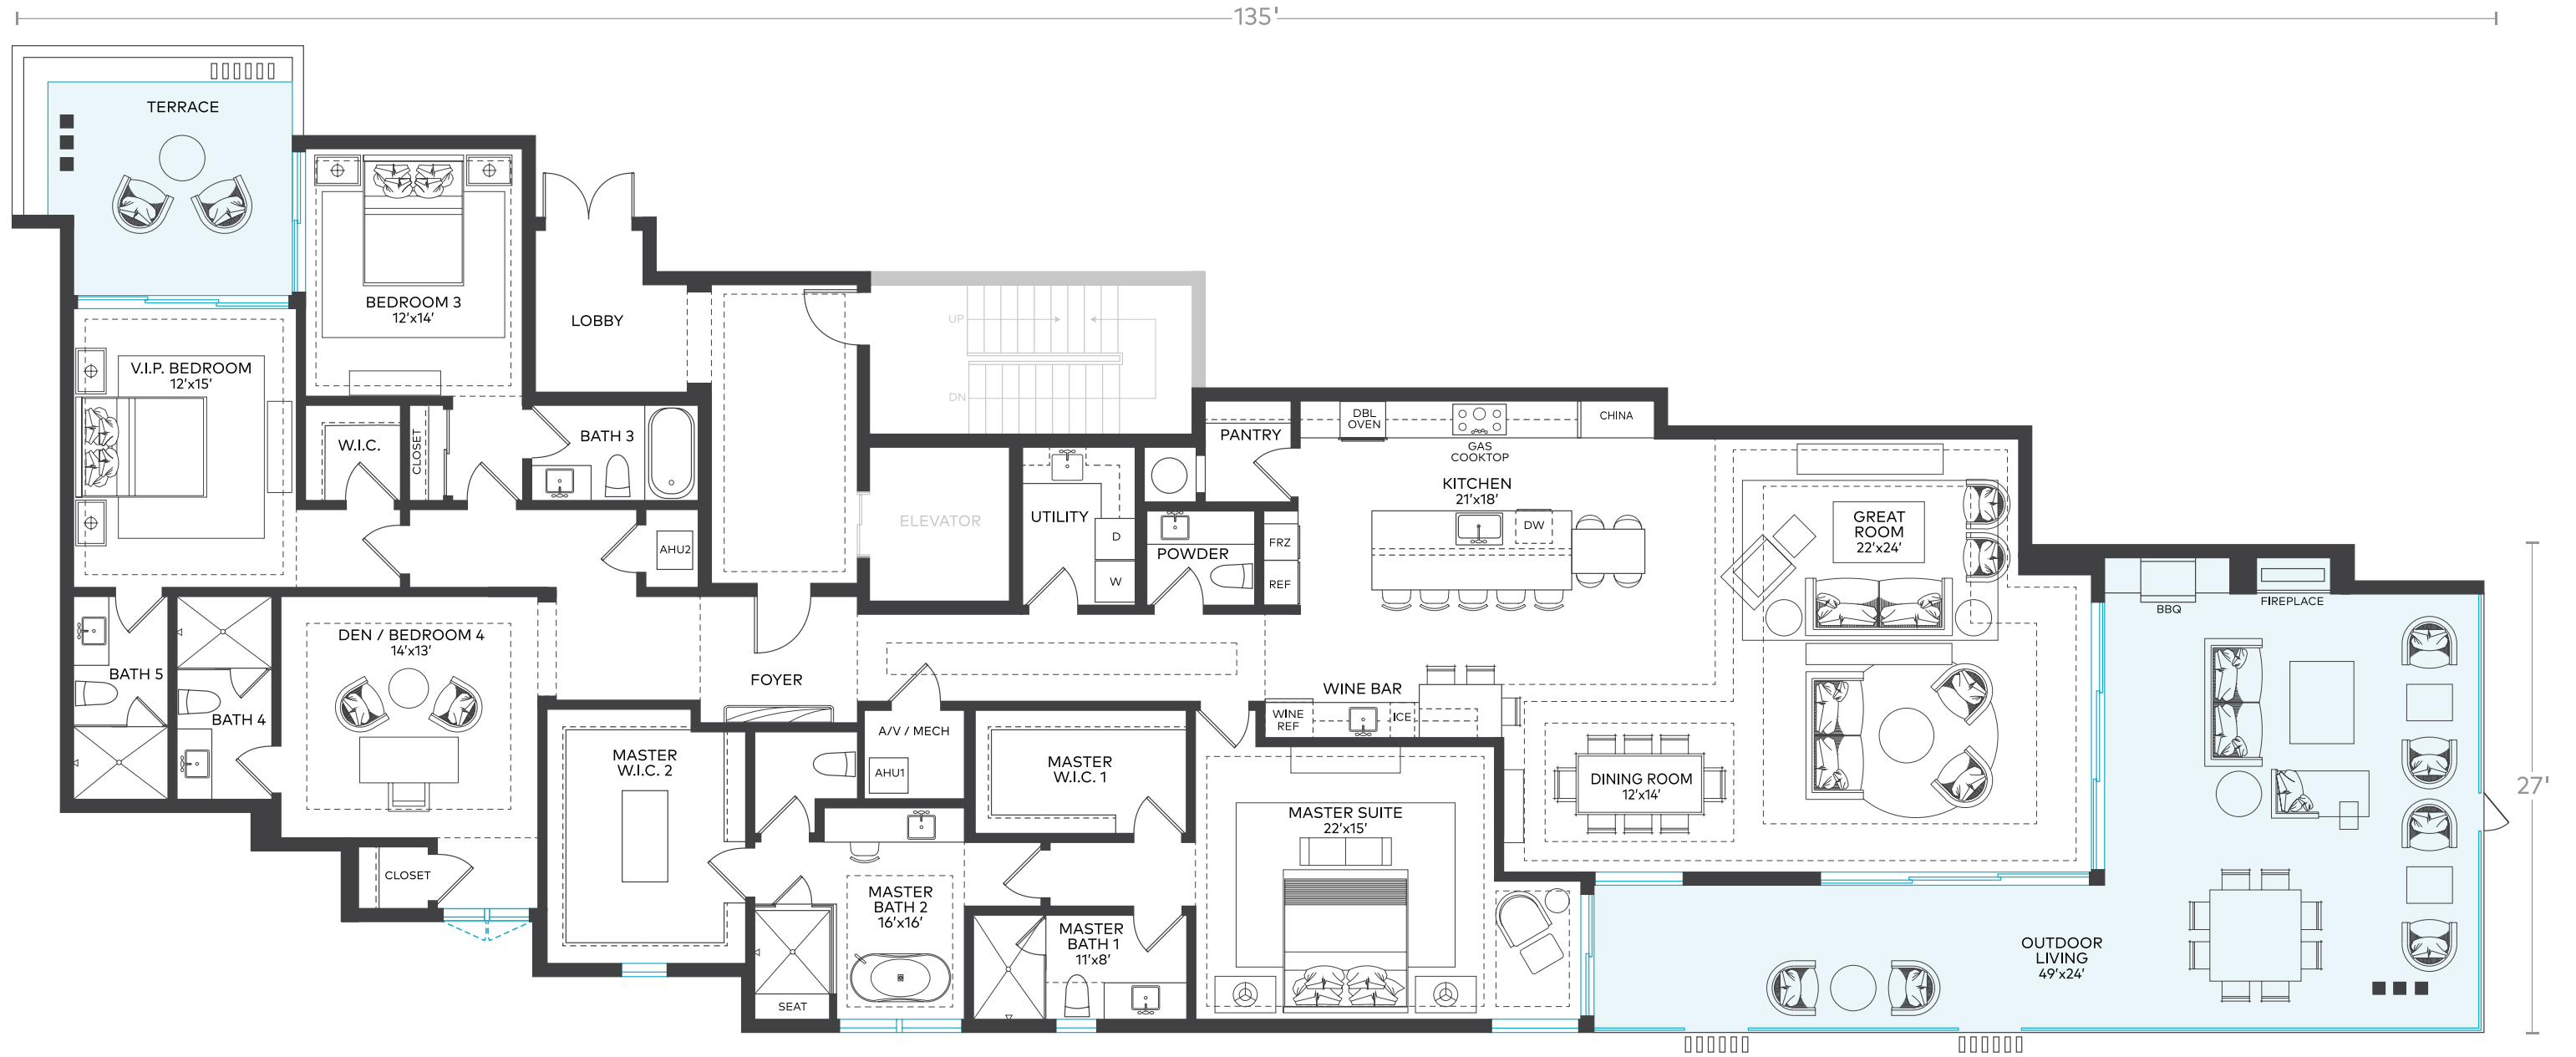 135'
TERRACE
BEDROOM 3
12'x14'
LOBBY
UP
DN
V.I.P. BEDROOM
12'x15'
W.I.C.
CLOSET
BATH 3
AHU2
ELEVATOR
UTILITY
D
W
PANTRY
POWDER
DBL
OVEN
GAS
COOKTOP
CHINA
KITCHEN
21'x18'
DW
FRZ
REF
GREAT
ROOM
22'x24'
BBQ
FIREPLACE
BATH 5
BATH 4
DEN / BEDROOM 4
14'x13'
FOYER
WINE BAR
WINE
REF
ICE
A/V / MECH
AHU1
MASTER
W.I.C. 2
MASTER
W.I.C. 1
DINING ROOM
12'x14'
MASTER SUITE
22'x15'
CLOSET
MASTER
BATH 2
16'x16'
MASTER
BATH 1
11'x8'
SEAT
OUTDOOR
LIVING
49'x24'
27'